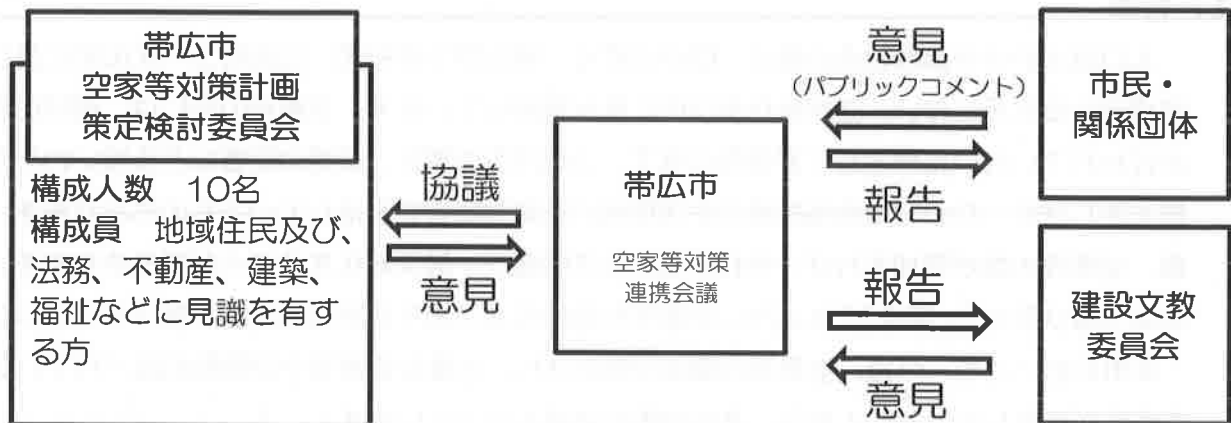 帯広市
空家等対策計画
策定検討委員会
構成人数 10名
構成員 地域住民及び、
法務、不動産、建築、
福祉などに見識を有す
る方
協議
意見
帯広市
空家等対策
連携会議
意見
(パブリックコメント)
報告
報告
意見
市民・
関係団体
建設文教
委員会